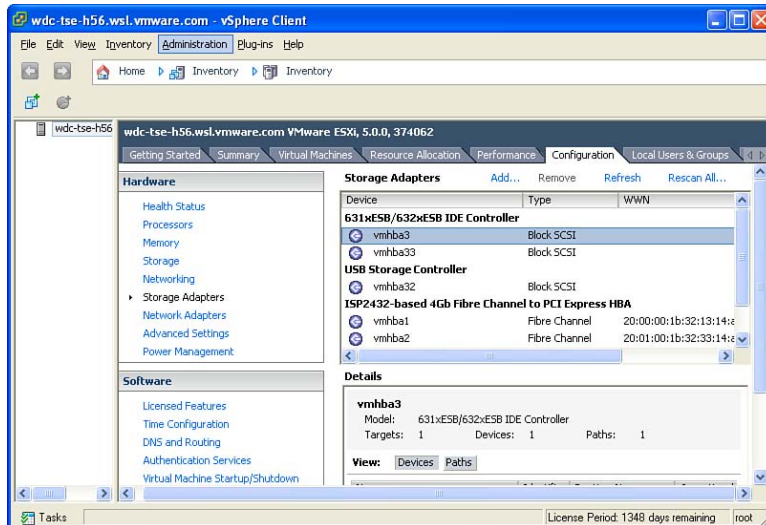 wdc-tse-h56.wsl.vmware.com - vSphere Client
File Edit View Inventory Administration Plug-ins Help
Home Inventory Inventory
wdc-tse-h56
wdc-tse-h56.wsl.vmware.com VMware ESXi, 5.0.0, 374062
Getting Started Summary Virtual Machines Resource Allocation Performance Configuration Local Users & Groups
Hardware
Health Status
Processors
Memory
Storage
Networking
Storage Adapters
Network Adapters
Advanced Settings
Power Management
Software
Licensed Features
Time Configuration
DNS and Routing
Authentication Services
Virtual Machine Startup/Shutdown
Storage Adapters Add... Remove Refresh Rescan All...
Device Type WWN
631xESB/632xESB IDE Controller
vmhba3 Block SCSI
vmhba33 Block SCSI
USB Storage Controller
vmhba32 Block SCSI
ISP2432-based 4Gb Fibre Channel to PCI Express HBA
vmhba1 Fibre Channel 20:00:00:1b:32:13:14:a
vmhba2 Fibre Channel 20:01:00:1b:32:33:14:a
Details
vmhba3
Model: 631xESB/632xESB IDE Controller
Targets: 1 Devices: 1 Paths: 1
View: Devices Paths
Tasks License Period: 1348 days remaining root